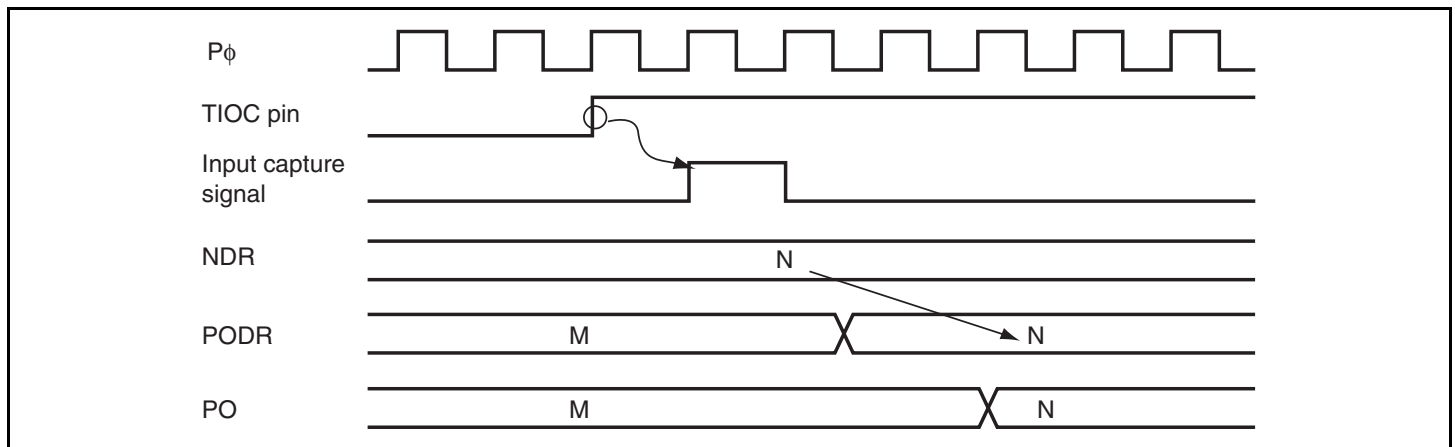 Pϕ
TIOC pin
Input capture
signal
NDR
N
PODR
M
N
PO
M
N